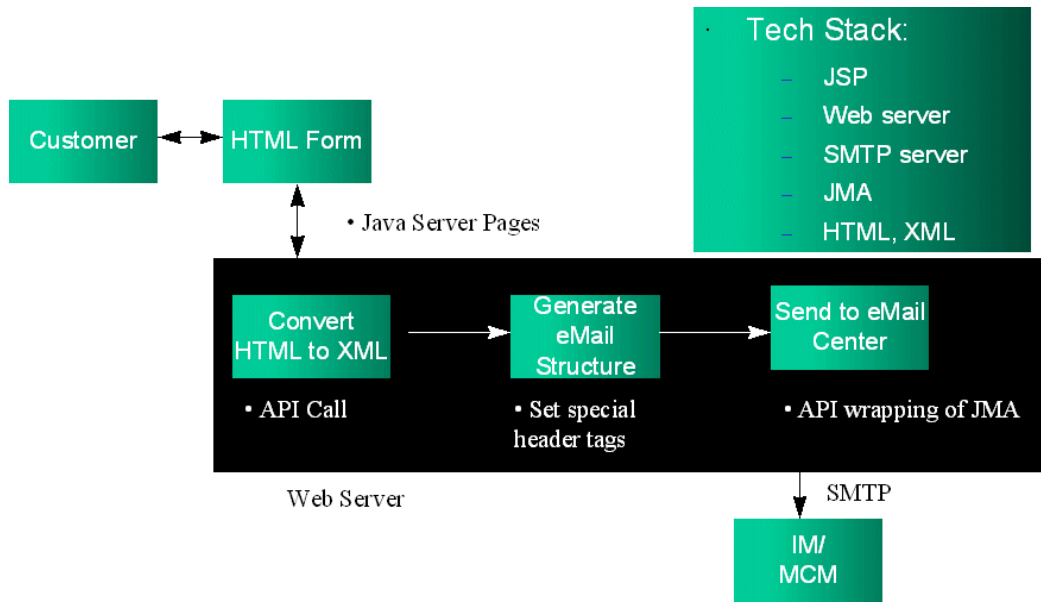 · Tech Stack:
– JSP
– Web server
– SMTP server
– JMA
– HTML, XML
Customer
HTML Form
• Java Server Pages
Convert
HTML to XML
Generate
eMail
Structure
Send to eMail
Center
• API Call
• Set special
header tags
• API wrapping of JMA
Web Server
SMTP
IM/
MCM